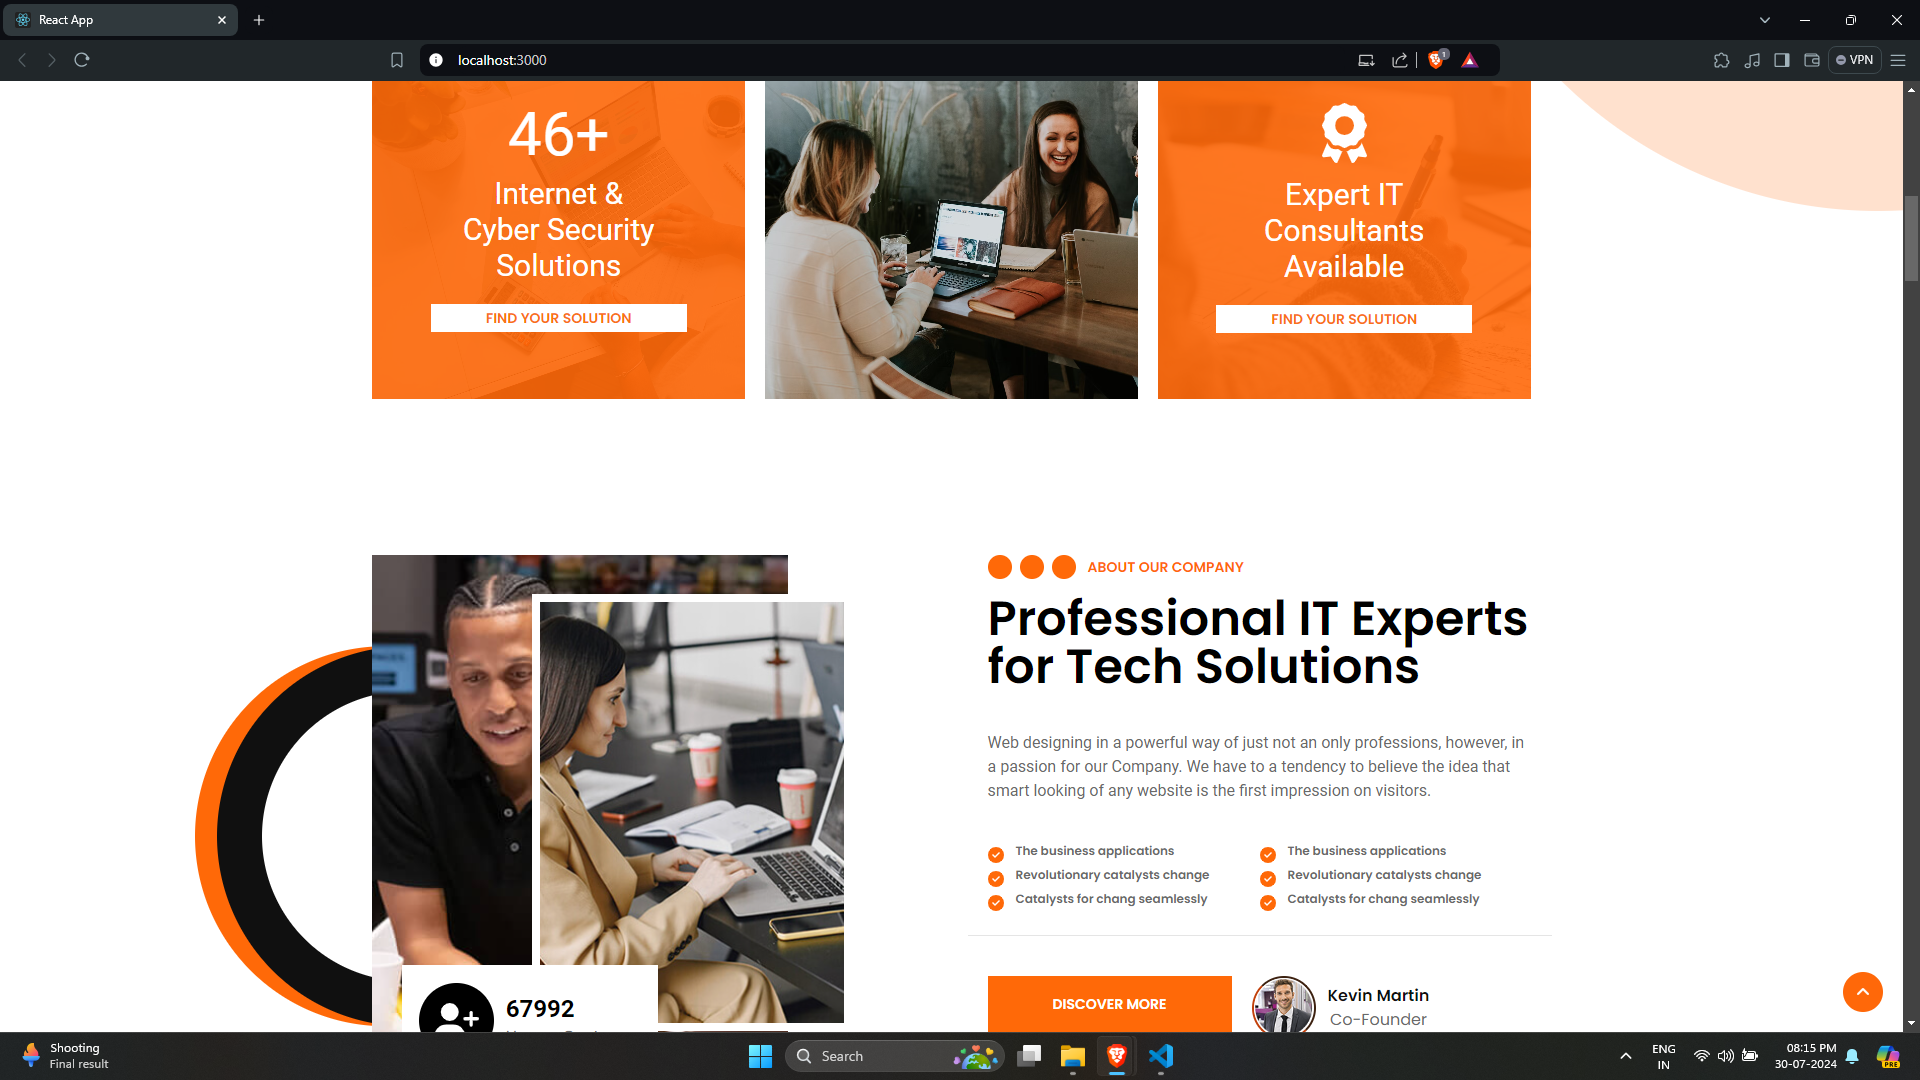 React App
localhost:3000
1
VPN
46+
Internet &
Cyber Security
Solutions
FIND YOUR SOLUTION
Expert IT
Consultants
Available
FIND YOUR SOLUTION
ABOUT OUR COMPANY
Professional IT Experts
for Tech Solutions
Web designing in a powerful way of just not an only professions, however, in
a passion for our Company. We have to a tendency to believe the idea that
smart looking of any website is the first impression on visitors.
The business applications
Revolutionary catalysts change
Catalysts for chang seamlessly
The business applications
Revolutionary catalysts change
Catalysts for chang seamlessly
67992
DISCOVER MORE
Kevin Martin
Co-Founder
Shooting
Final result
Search
ENG
IN
08:15 PM
30-07-2024
PRE